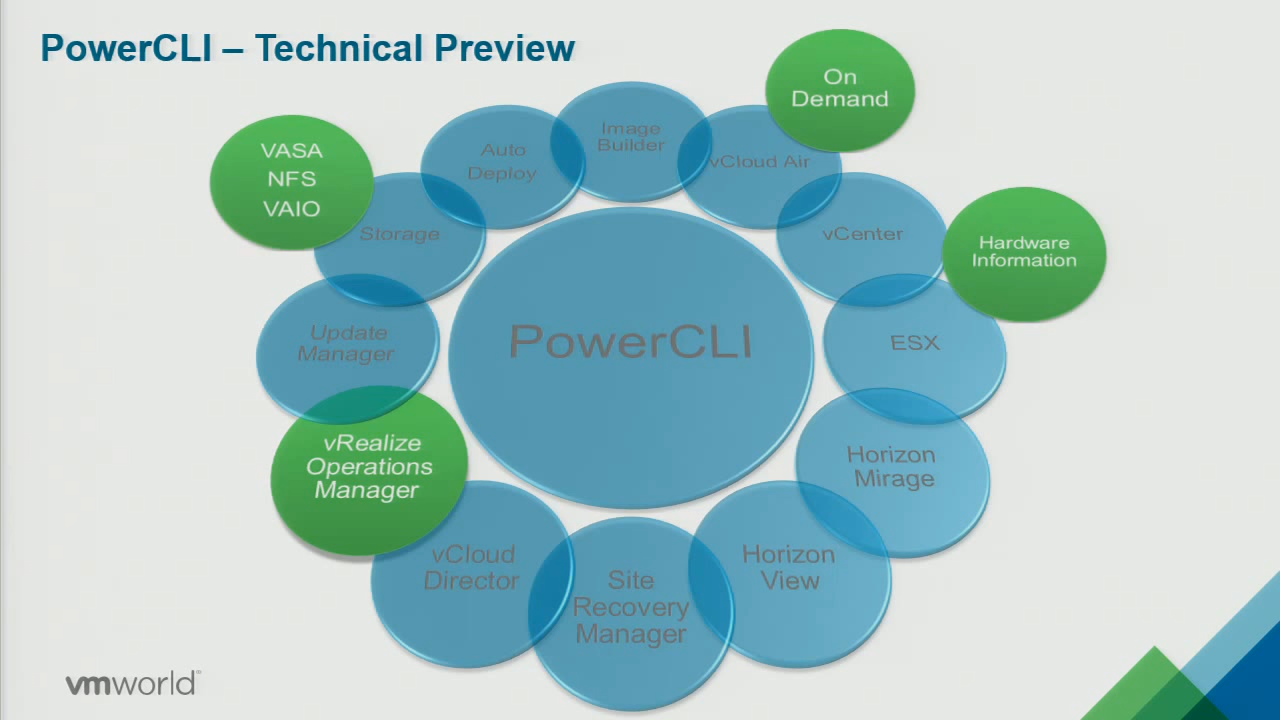 PowerCLI – Technical Preview
On
Demand
VASA
NFS
VAIO
Auto
Deploy
Image
Builder
vCloud Air
Storage
vCenter
Hardware
Information
Update
Manager
PowerCLI
ESX
vRealize
Operations
Manager
Horizon
Mirage
vCloud
Director
Site
Recovery
Manager
Horizon
View
vmworld®